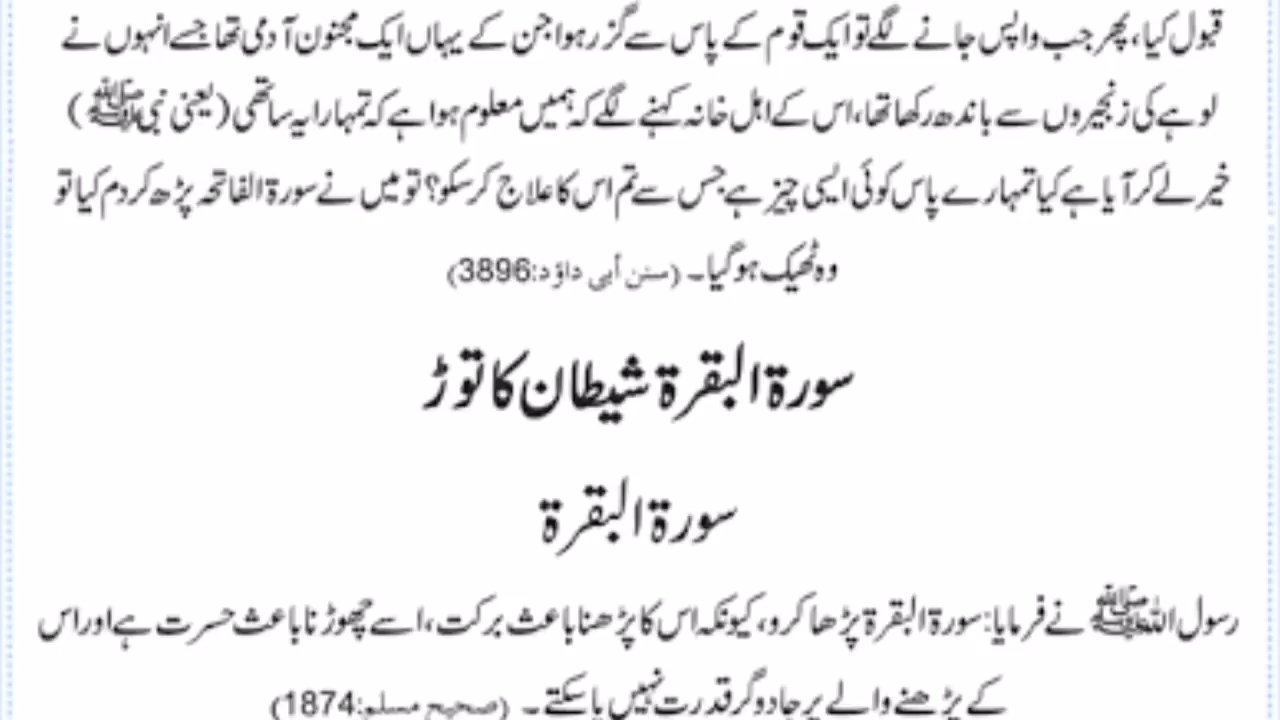 قبول کیا، پھر جب واپس جانے لگے تو ایک قوم کے پاس سے گزر ہوا جن کے یہاں ایک مجنون آدمی تھا جسے انہوں نے
لوہے کی زنجیروں سے باندھ رکھا تھا، اس کے اہل خانہ کہنے لگے کہ ہمیں معلوم ہوا ہے کہ تمہارا یہ ساتھی (یعنی نبی ﷺ)
خیر لے کر آیا ہے کیا تمہارے پاس کوئی ایسی چیز ہے جس سے تم اس کا علاج کر سکو؟ تو میں نے سورۃ الفاتحہ پڑھ کر دم کیا تو
وہ ٹھیک ہو گیا۔ (سنن أبی داؤد:3896)
سورۃ البقرۃ شیطان کا توڑ
سورۃ البقرۃ
رسول اللہ ﷺ نے فرمایا: سورۃ البقرۃ پڑھا کرو، کیونکہ اس کا پڑھنا باعث برکت، اسے چھوڑنا باعث حسرت ہے اور اس
کے پڑھنے والے پر جادوگر قدرت نہیں پا سکتے۔ (صحیح مسلم:1874)